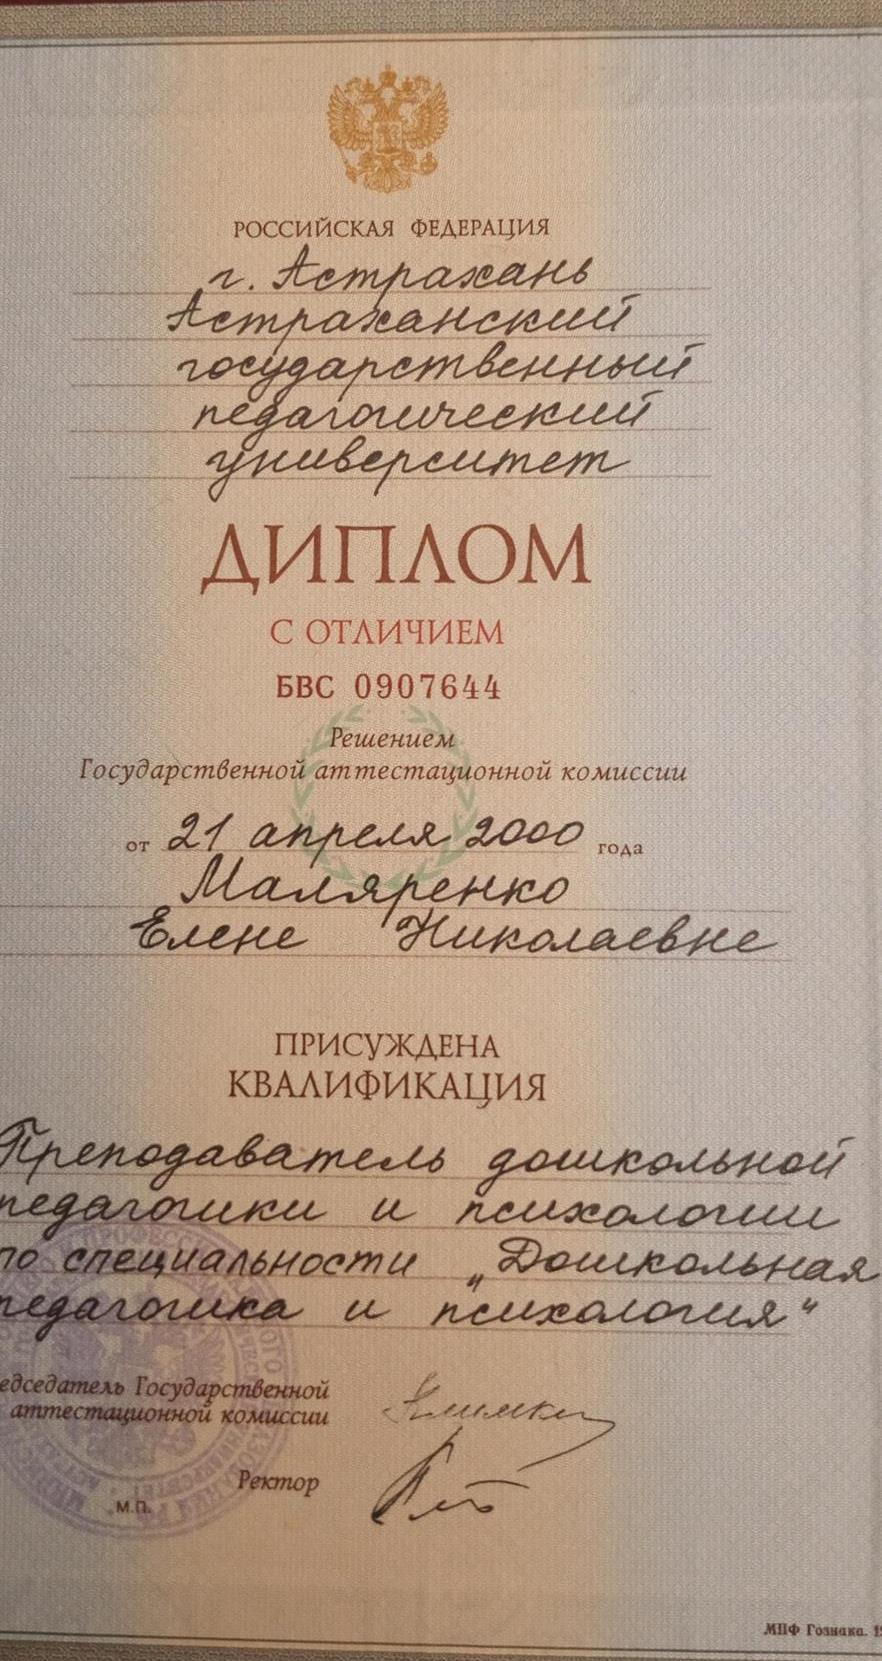 РОССИЙСКАЯ ФЕДЕРАЦИЯ
г. Астрахань
Астраханский
государственный
педагогический
университет
ДИПЛОМ
С ОТЛИЧИЕМ
БВС 0907644
Решением
Государственной аттестационной комиссии
от 21 апреля 2000 года
Маляренко
Елене Николаевне
ПРИСУЖДЕНА
КВАЛИФИКАЦИЯ
Преподаватель дошкольной
педагогики и психологии
по специальности „Дошкольная
педагогика и психология“
едседатель Государственной
аттестационной комиссии
Ректор
М.П.
МПФ Гознака.